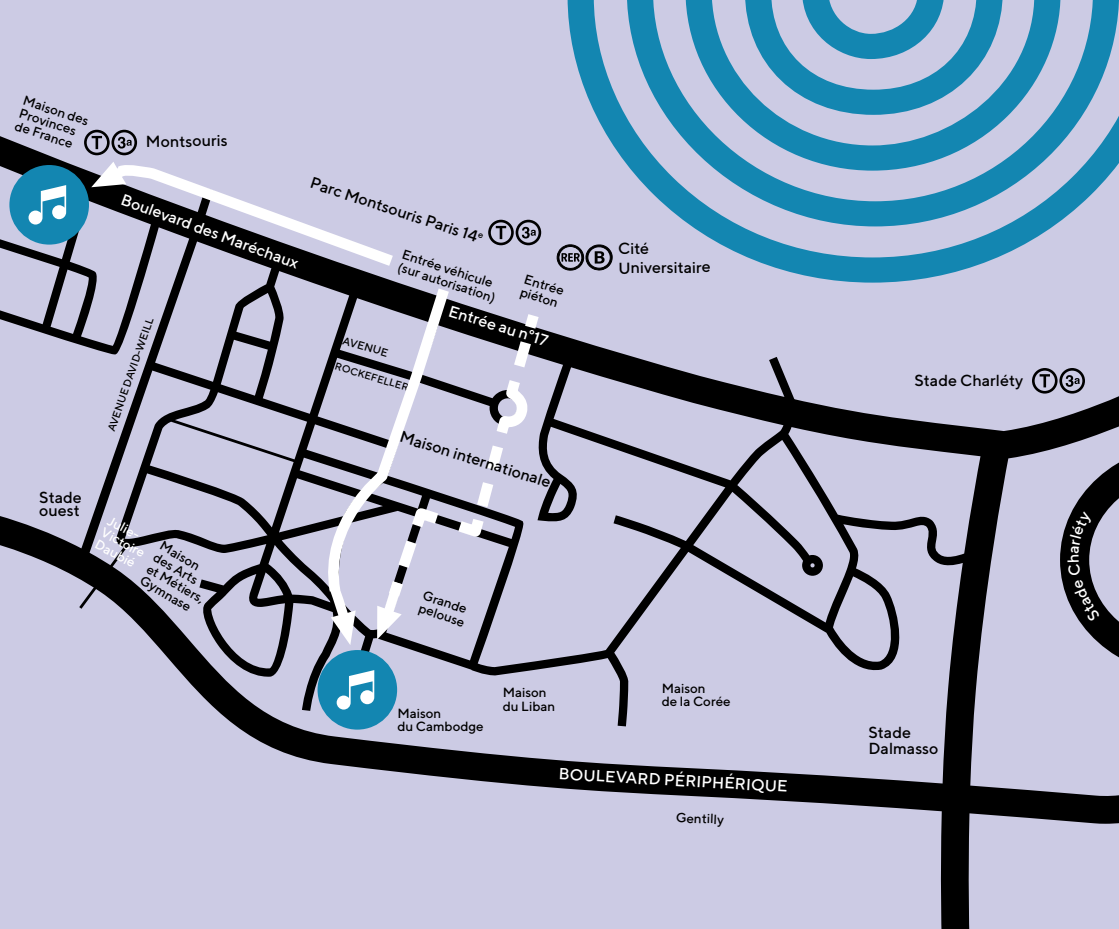 Maison des
Provinces
de France
T 3a Montsouris
Parc Montsouris Paris 14e T 3a
RER B Cité
Universitaire
Boulevard des Maréchaux
Entrée véhicule
(sur autorisation)
Entrée
piéton
Entrée au n°17
AVENUE
ROCKEFELLER
AVENUE DAVID-WEILL
Stade Charléty T 3a
Maison internationale
Stade
ouest
Julie-
Victoire
Daubié
Maison
des Arts
et Métiers,
Gymnase
Grande
pelouse
Stade Charléty
Maison
du Cambodge
Maison
du Liban
Maison
de la Corée
Stade
Dalmasso
BOULEVARD PÉRIPHÉRIQUE
Gentilly